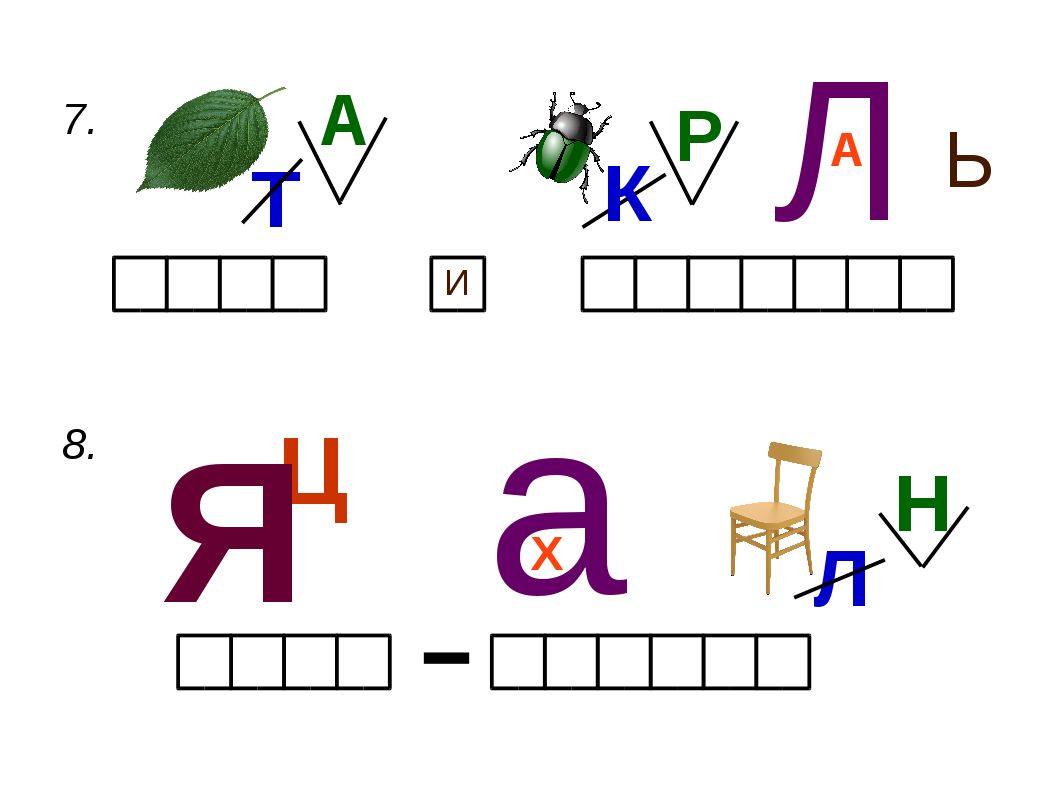 7. Т А К Р Л А Ь
И
8. Я Ц а Х Л Н
–